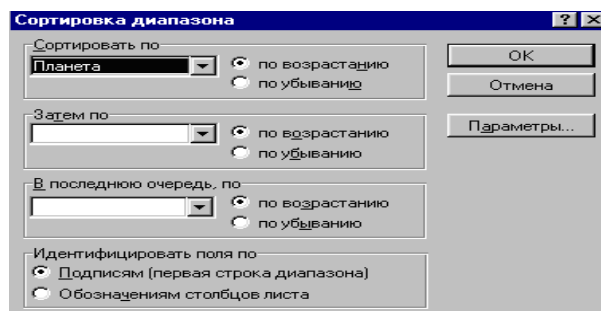 Сортировка диапазона
Сортировать по
Планета
по возрастанию
по убыванию
ОК
Отмена
Параметры...
Затем по
по возрастанию
по убыванию
В последнюю очередь, по
по возрастанию
по убыванию
Идентифицировать поля по
Подписям (первая строка диапазона)
Обозначениям столбцов листа